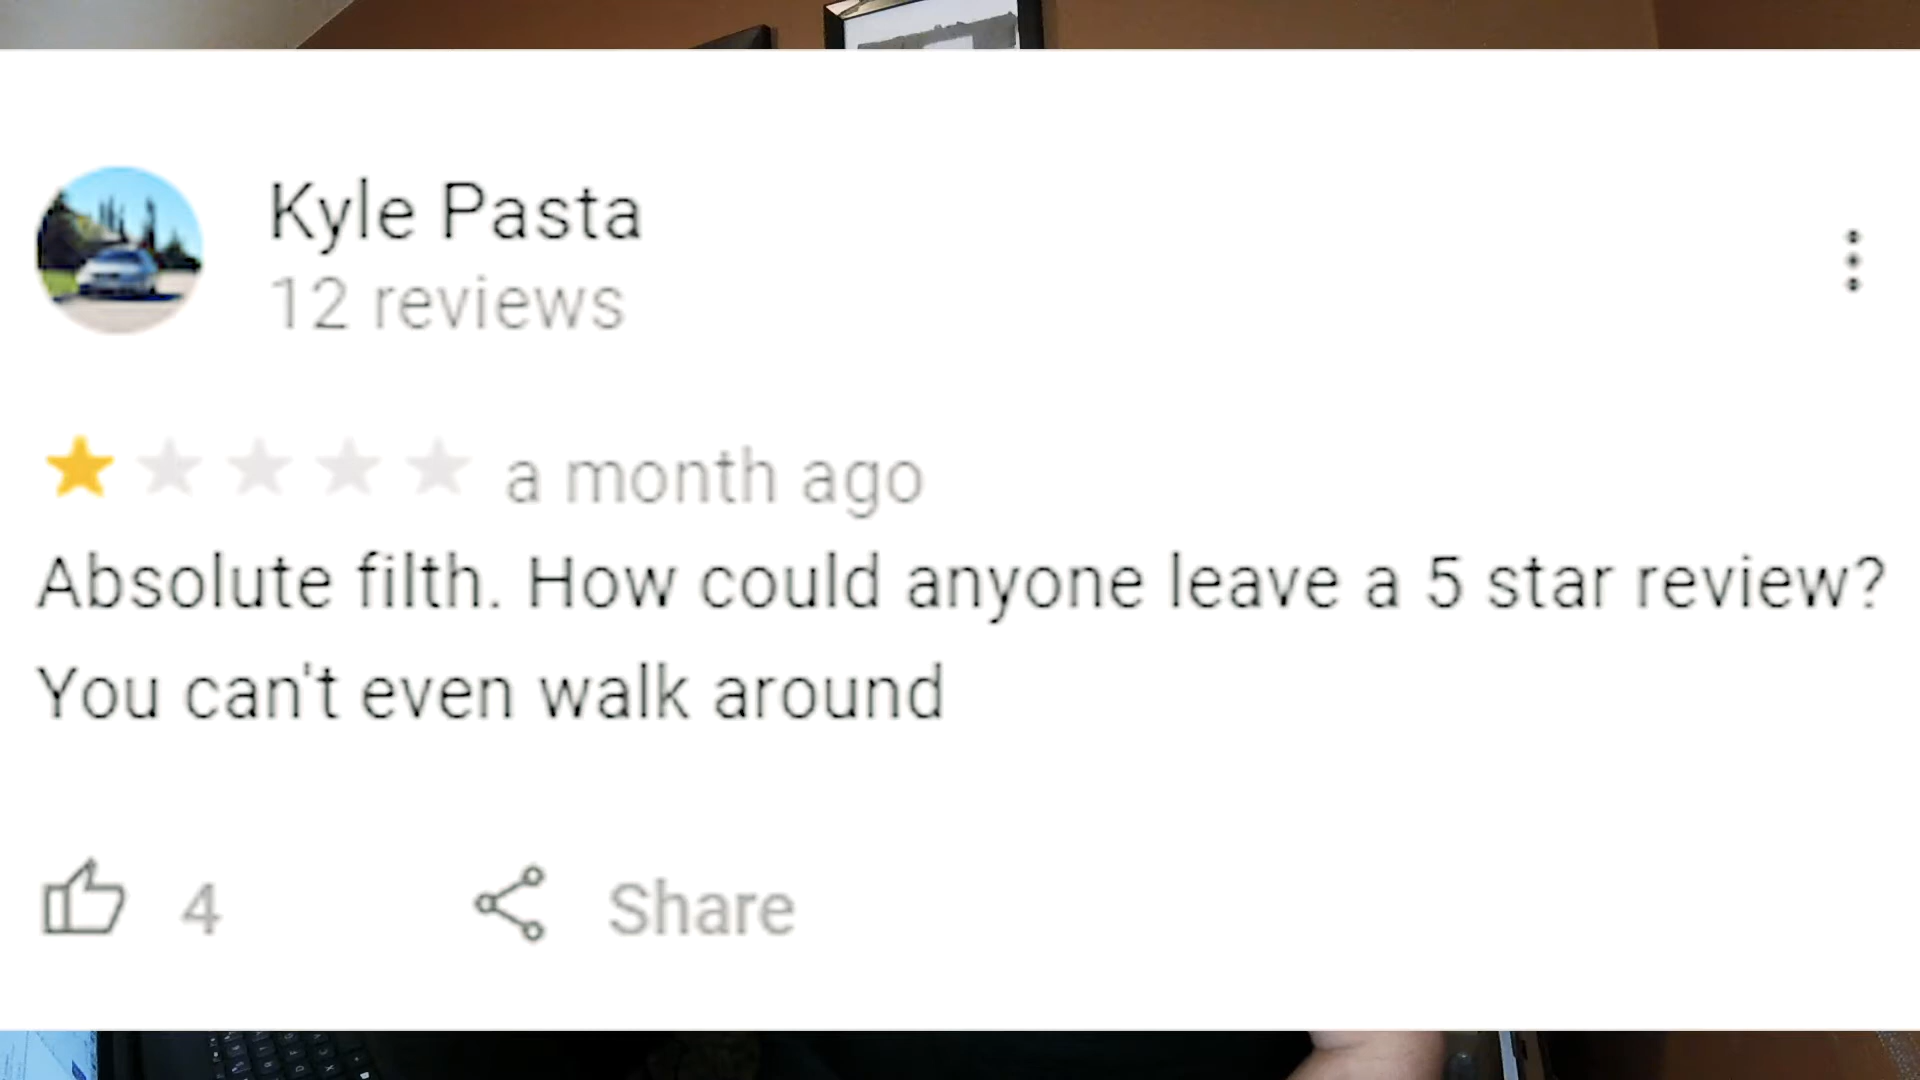 Kyle Pasta
12 reviews
a month ago
Absolute filth. How could anyone leave a 5 star review?
You can't even walk around
4
Share